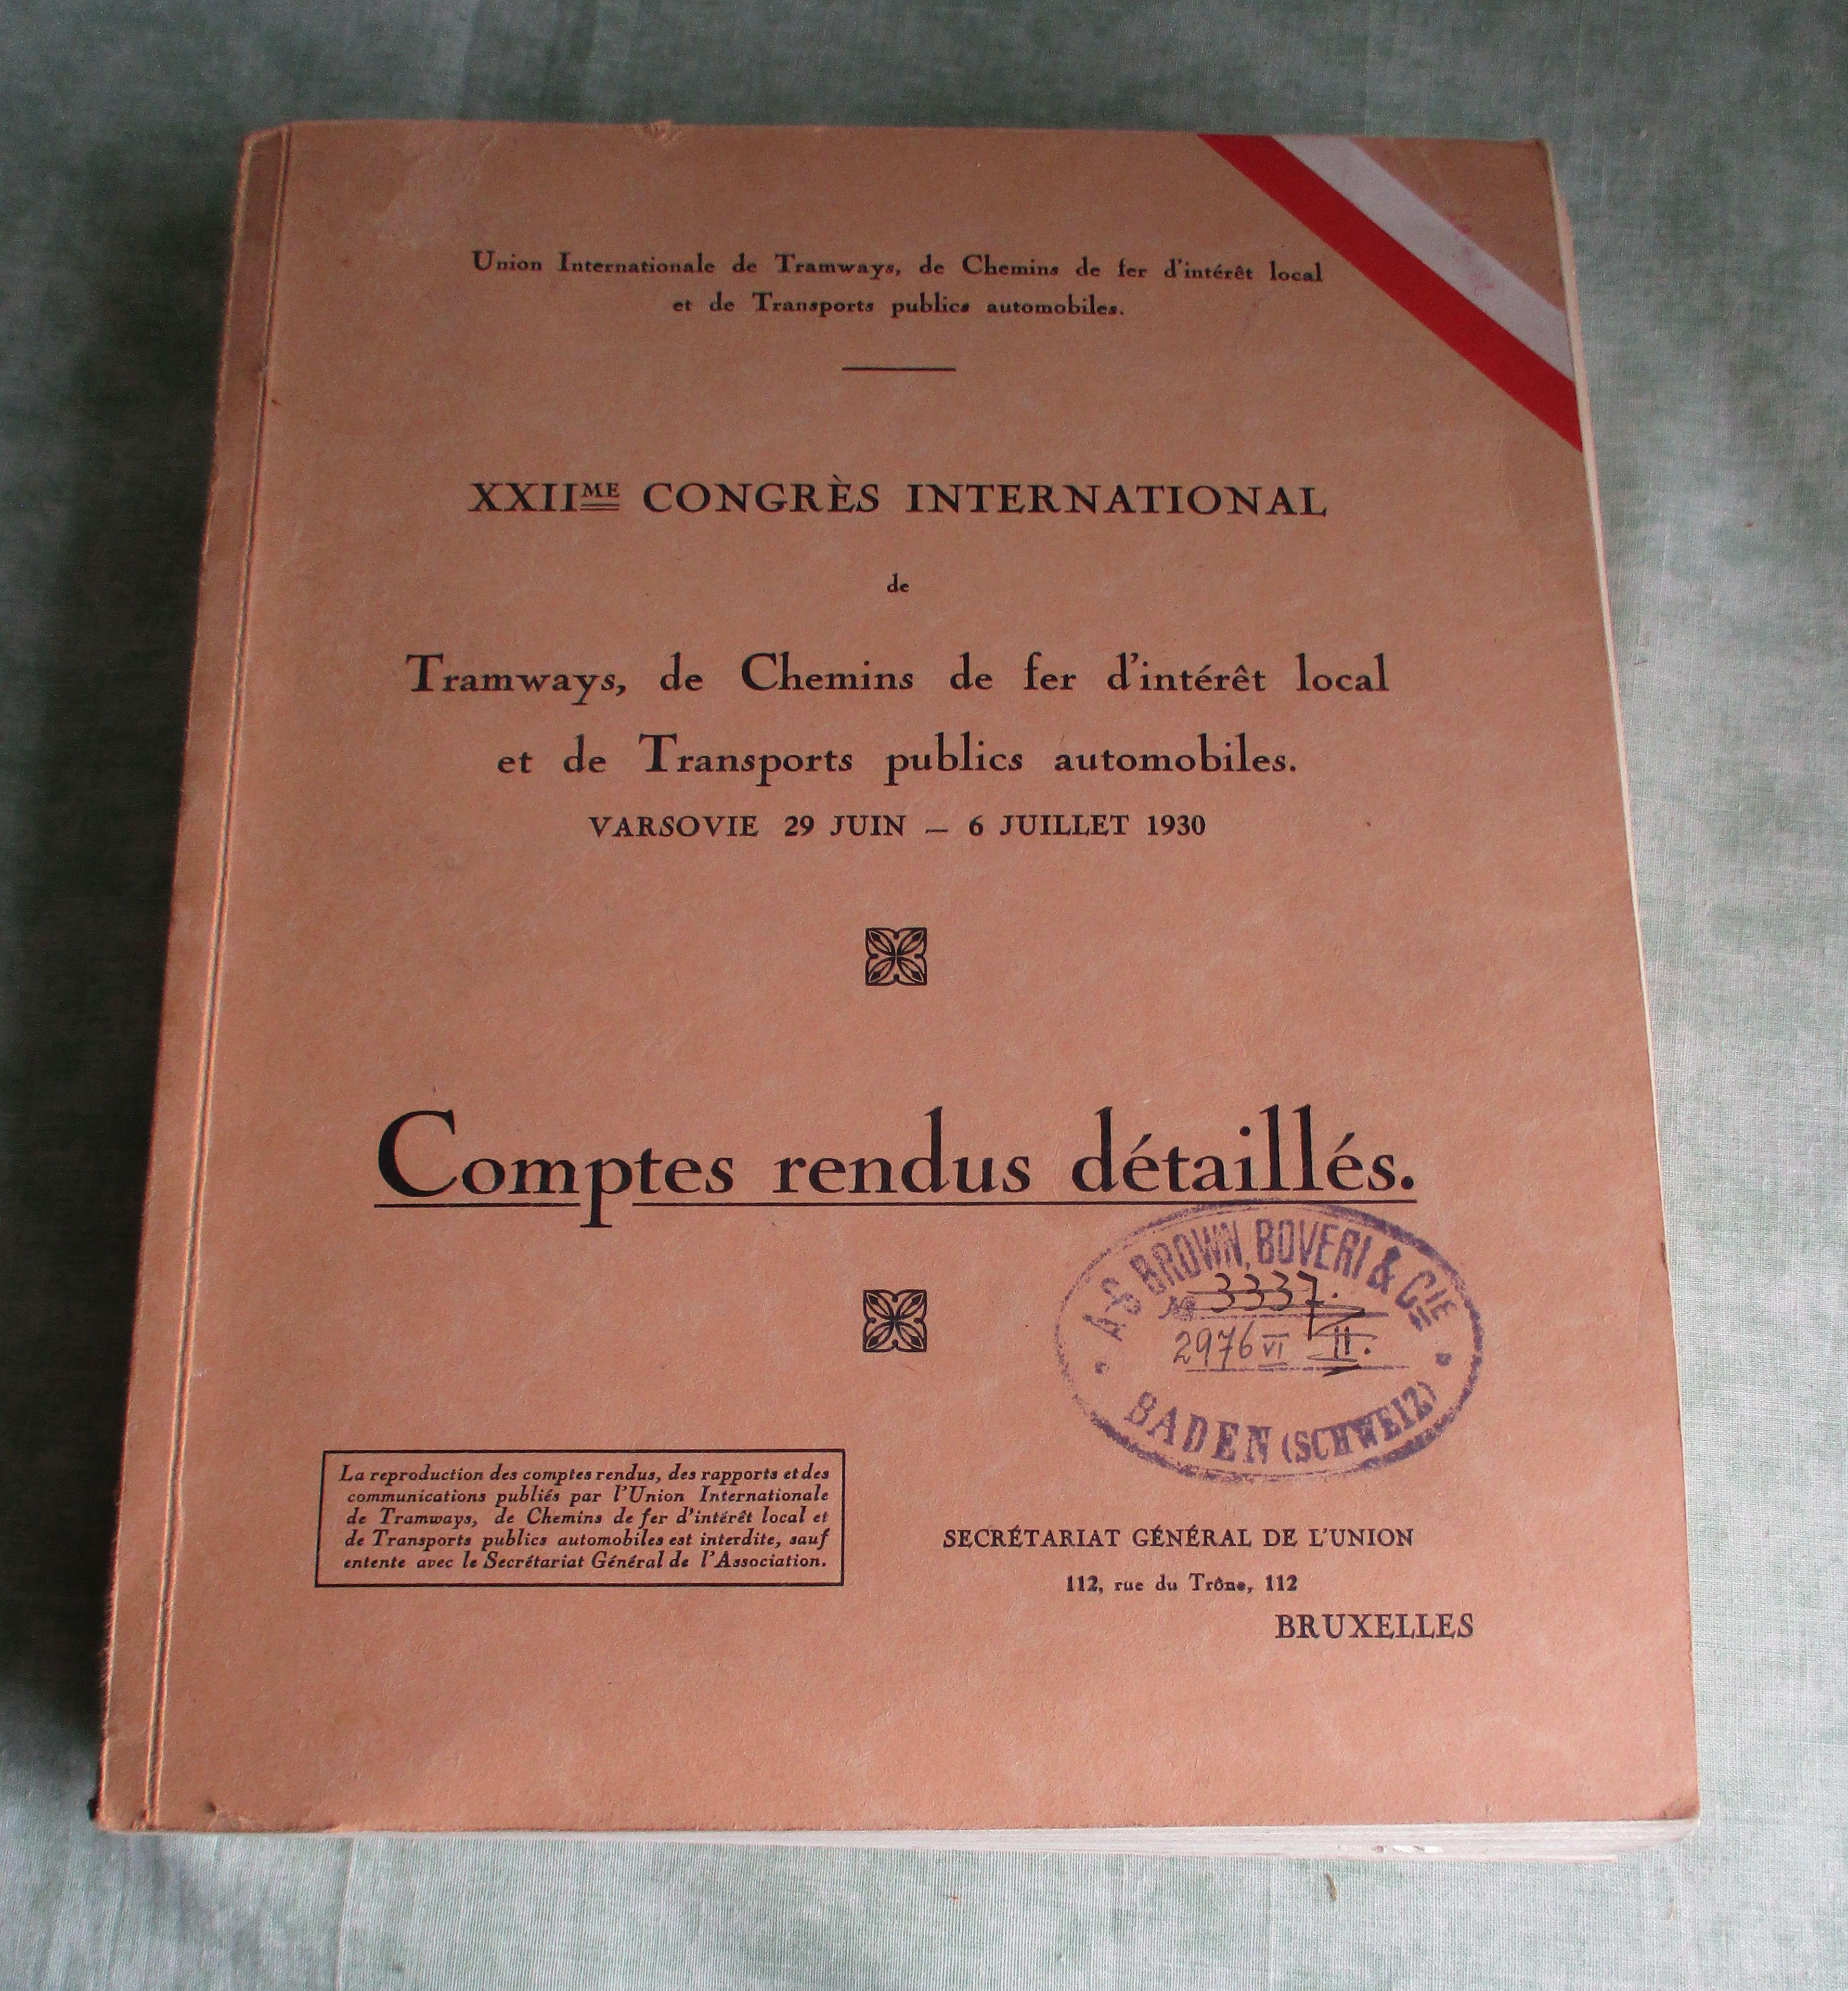 Union Internationale de Tramways, de Chemins de fer d'intérêt local
et de Transports publics automobiles.
XXIIME CONGRÈS INTERNATIONAL
de
Tramways, de Chemins de fer d'intérêt local
et de Transports publics automobiles.
VARSOVIE 29 JUIN — 6 JUILLET 1930
Comptes rendus détaillés.
A-G BROWN, BOVERI & CIE
№ 3337.
2976 VI II.
BADEN (SCHWEIZ)
La reproduction des comptes rendus, des rapports et des
communications publiés par l'Union Internationale
de Tramways, de Chemins de fer d'intérêt local et
de Transports publics automobiles est interdite, sauf
entente avec le Secrétariat Général de l'Association.
SECRÉTARIAT GÉNÉRAL DE L'UNION
112, rue du Trône, 112
BRUXELLES